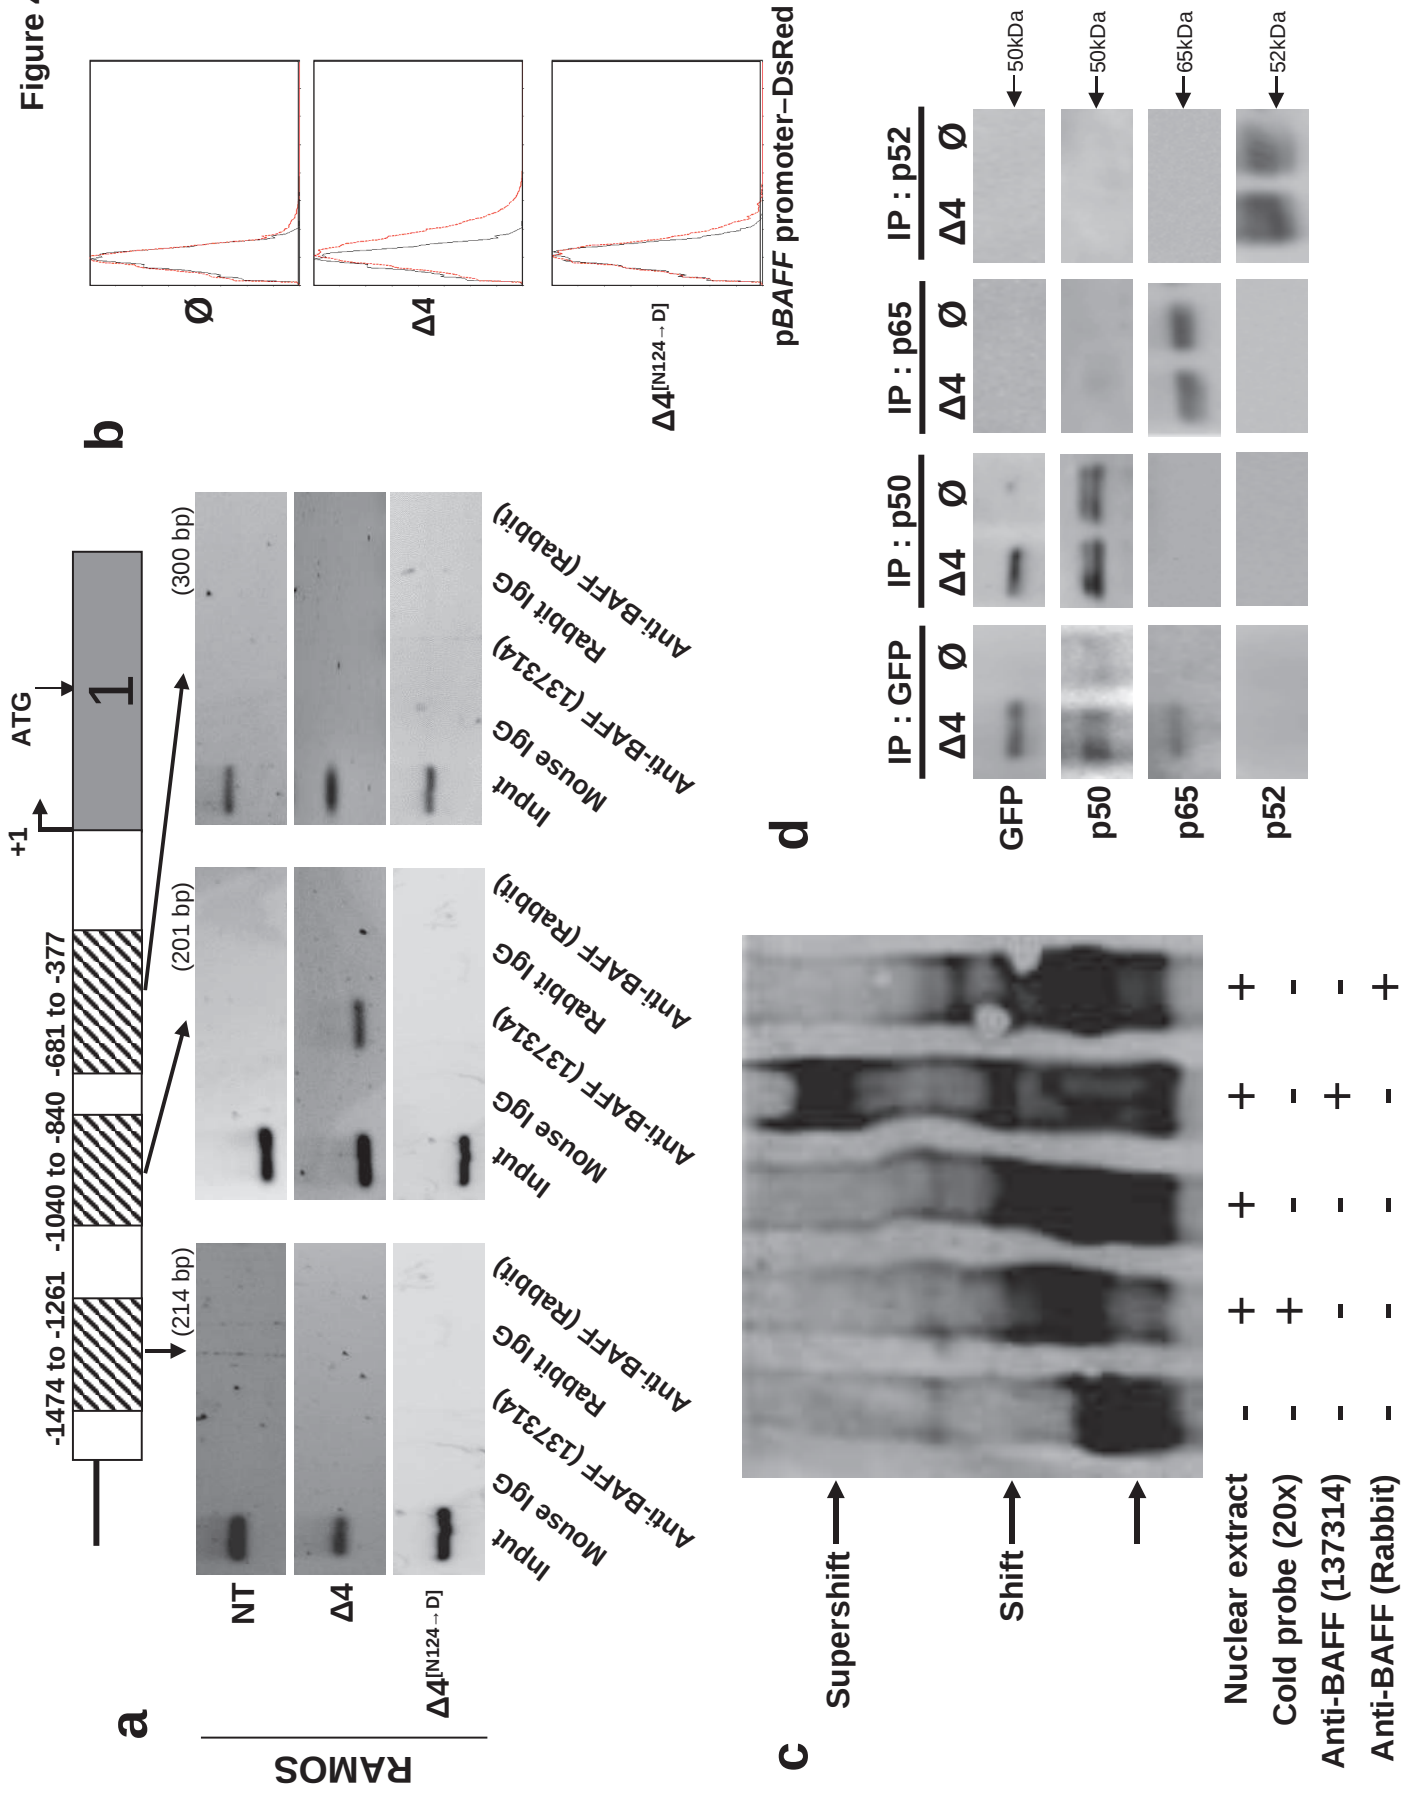 Figure
a
-1474 to -1261
-1040 to -840
-681 to -377
+1
ATG
1
(214 bp)
(201 bp)
(300 bp)
RAMOS
NT
Δ4
Δ4[N124→D]
Input
Mouse IgG
Anti-BAFF (137314)
Rabbit IgG
Anti-BAFF (Rabbit)
Input
Mouse IgG
Anti-BAFF (137314)
Rabbit IgG
Anti-BAFF (Rabbit)
Input
Mouse IgG
Anti-BAFF (137314)
Rabbit IgG
Anti-BAFF (Rabbit)
b
Ø
Δ4
Δ4[N124→D]
pBAFF promoter–DsRed
c
Supershift
Shift
Nuclear extract - + + + +
Cold probe (20x) - + - - -
Anti-BAFF (137314) - - - + -
Anti-BAFF (Rabbit) - - - - +
d
IP : GFP IP : p50 IP : p65 IP : p52
Δ4 Ø Δ4 Ø Δ4 Ø Δ4 Ø
GFP 50kDa
p50 50kDa
p65 65kDa
p52 52kDa